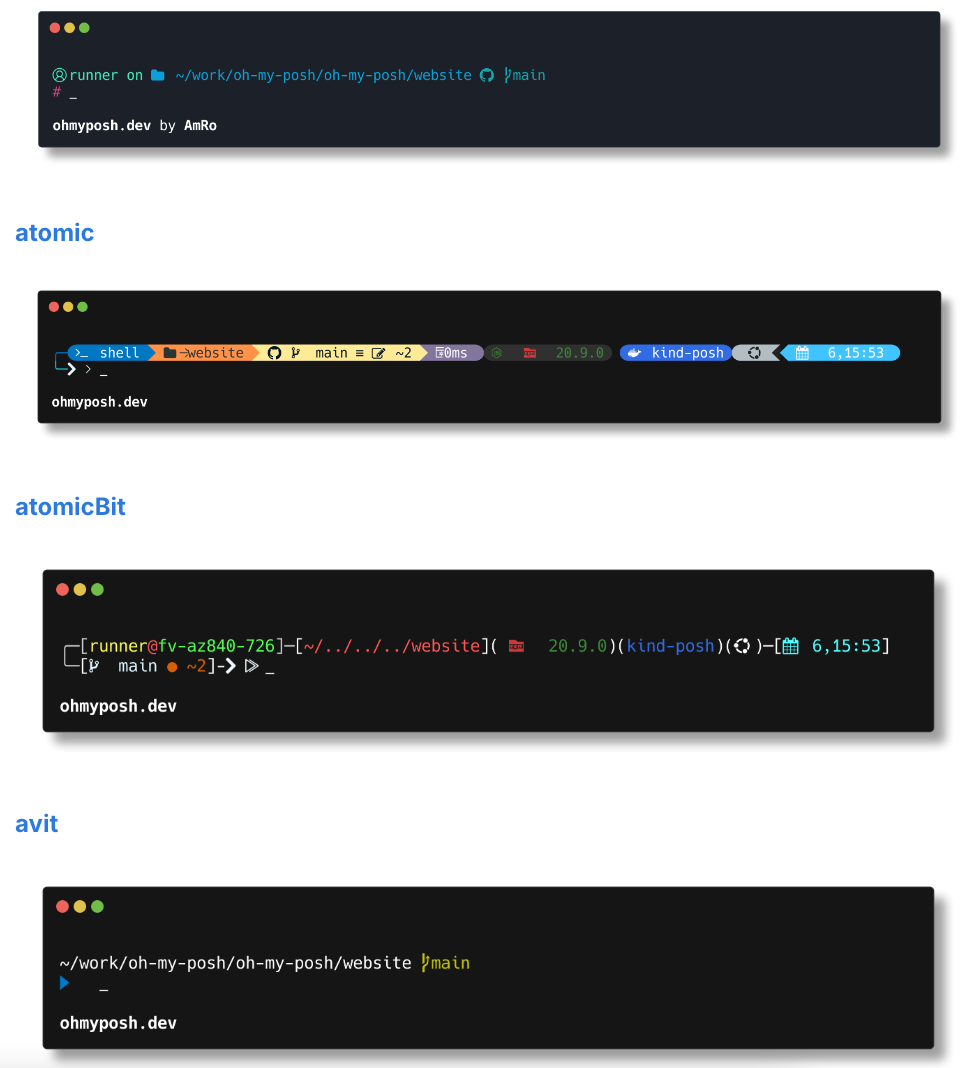 runner on ~/work/oh-my-posh/oh-my-posh/website main
# _
ohmyposh.dev by AmRo
atomic
>_ shell website main ≡ ~2 0ms 20.9.0 kind-posh 6,15:53
> _
ohmyposh.dev
atomicBit
[runner@fv-az840-726]─[~/../../../website]( 20.9.0)(kind-posh)( )─[ 6,15:53]
[ main ● ~2]- _
ohmyposh.dev
avit
~/work/oh-my-posh/oh-my-posh/website main
_
ohmyposh.dev